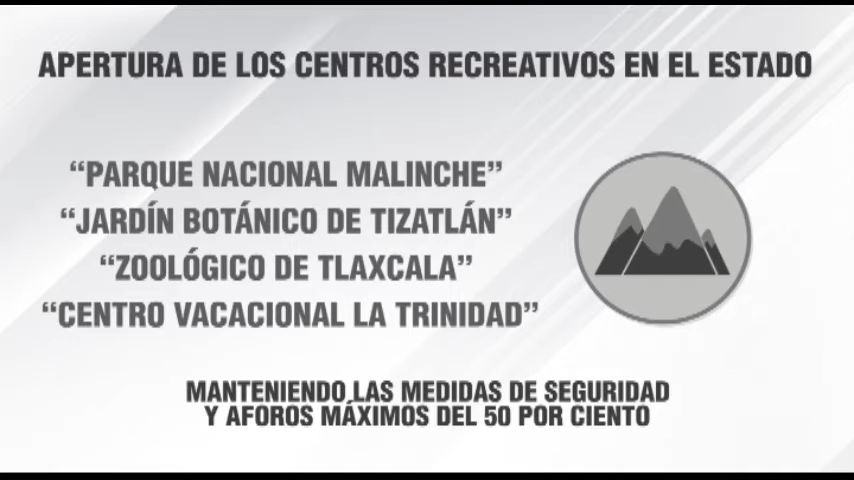 APERTURA DE LOS CENTROS RECREATIVOS EN EL ESTADO
“PARQUE NACIONAL MALINCHE”
“JARDÍN BOTÁNICO DE TIZATLÁN”
“ZOOLÓGICO DE TLAXCALA”
“CENTRO VACACIONAL LA TRINIDAD”
MANTENIENDO LAS MEDIDAS DE SEGURIDAD
Y AFOROS MÁXIMOS DEL 50 POR CIENTO